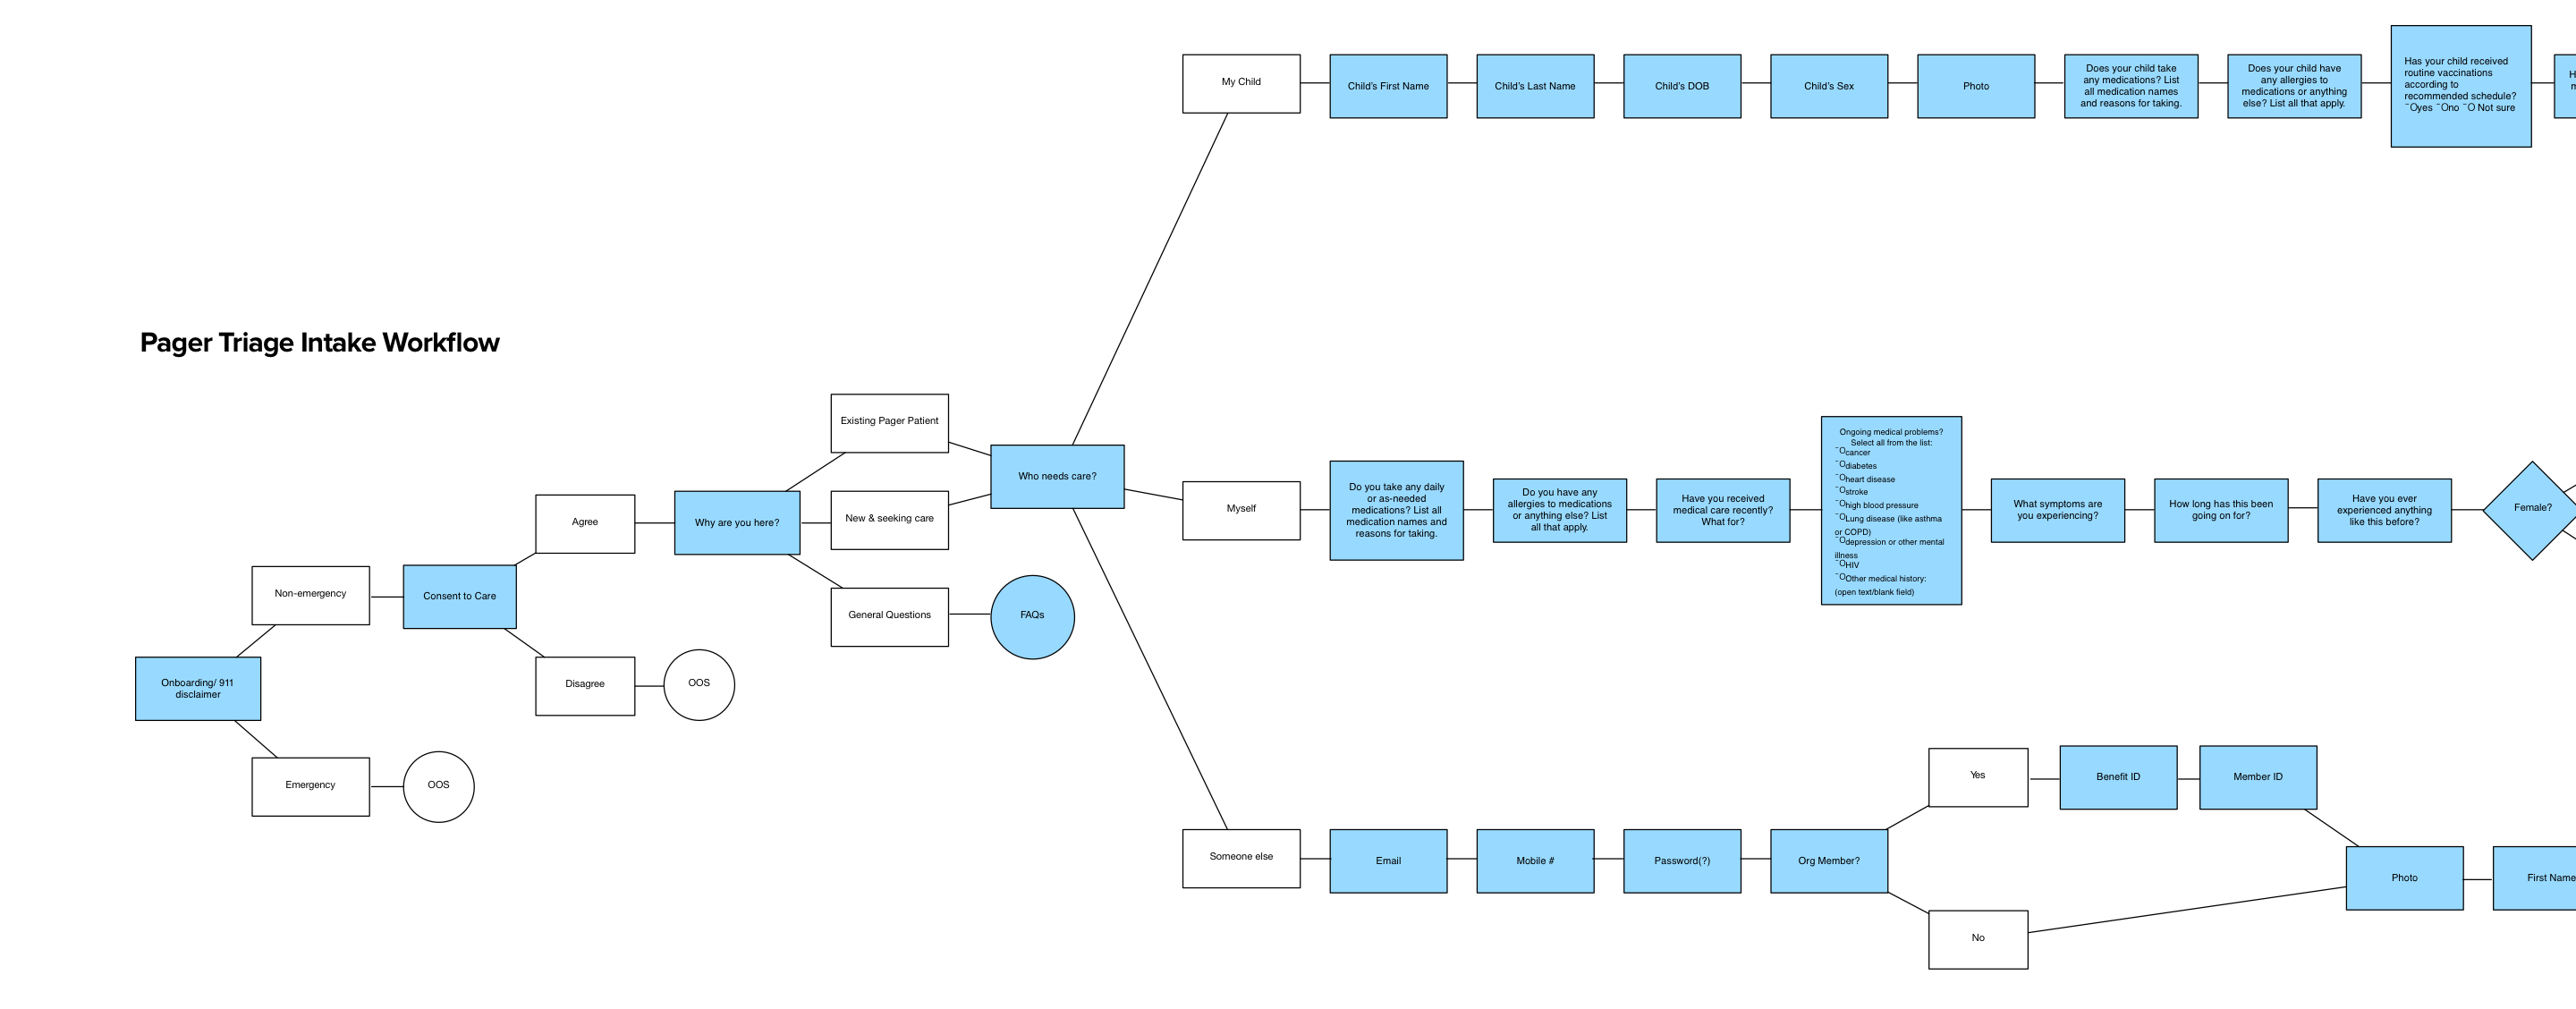 My Child
Child's First Name
Child's Last Name
Child's DOB
Child's Sex
Photo
Does your child take
any medications? List
all medication names
and reasons for taking.
Does your child have
any allergies to
medications or anything
else? List all that apply.
Has your child received
routine vaccinations
according to
recommended schedule?
¯Oyes ¯Ono ¯O Not sure
Pager Triage Intake Workflow
Onboarding/ 911
disclaimer
Non-emergency
Emergency
OOS
Consent to Care
Agree
Disagree
OOS
Why are you here?
Existing Pager Patient
New & seeking care
General Questions
FAQs
Who needs care?
Myself
Do you take any daily
or as-needed
medications? List all
medication names and
reasons for taking.
Do you have any
allergies to medications
or anything else? List
all that apply.
Have you received
medical care recently?
What for?
Ongoing medical problems?
Select all from the list:
¯Ocancer
¯Odiabetes
¯Oheart disease
¯Ostroke
¯Ohigh blood pressure
¯OLung disease (like asthma
or COPD)
¯Odepression or other mental
illness
¯OHIV
¯OOther medical history:
(open text/blank field)
What symptoms are
you experiencing?
How long has this been
going on for?
Have you ever
experienced anything
like this before?
Female?
Someone else
Email
Mobile #
Password(?)
Org Member?
Yes
Benefit ID
Member ID
No
Photo
First Name